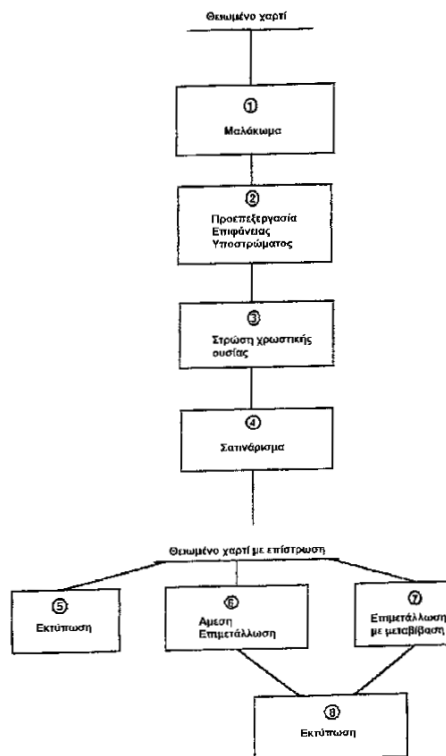 Θειωμένο χαρτί
1
Μαλάκωμα
2
Προεπεξεργασία
Επιφάνειας
Υποστρώματος
3
Στρώση χρωστικής
ουσίας
4
Σατινάρισμα
Θειωμένο χαρτί με επίστρωση
5
Εκτύπωση
6
Αμεση
Επιμετάλλωση
7
Επιμετάλλωση
με μεταβίβαση
8
Εκτύπωση